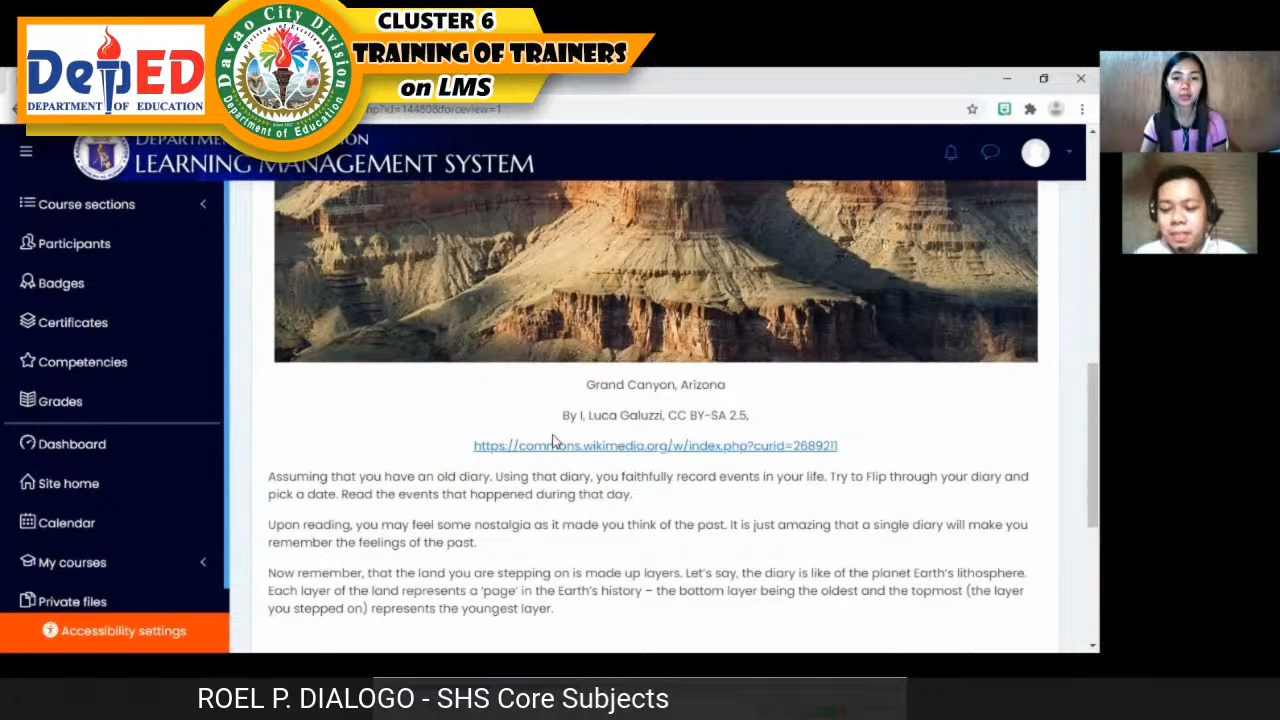 CLUSTER 6
TRAINING OF TRAINERS
on LMS
DepED
DEPARTMENT OF EDUCATION
Davao City Division
Division of Excellence
Department of Education
p?id=14480&forceview=1
LEARNING MANAGEMENT SYSTEM
Course sections
Participants
Badges
Certificates
Competencies
Grades
Dashboard
Site home
Calendar
My courses
Private files
Accessibility settings
Grand Canyon, Arizona
By I, Luca Galuzzi, CC BY-SA 2.5,
https://commons.wikimedia.org/w/index.php?curid=2689211
Assuming that you have an old diary. Using that diary, you faithfully record events in your life. Try to Flip through your diary and
pick a date. Read the events that happened during that day.
Upon reading, you may feel some nostalgia as it made you think of the past. It is just amazing that a single diary will make you
remember the feelings of the past.
Now remember, that the land you are stepping on is made up layers. Let's say, the diary is like of the planet Earth's lithosphere.
Each layer of the land represents a 'page' in the Earth's history – the bottom layer being the oldest and the topmost (the layer
you stepped on) represents the youngest layer.
ROEL P. DIALOGO - SHS Core Subjects